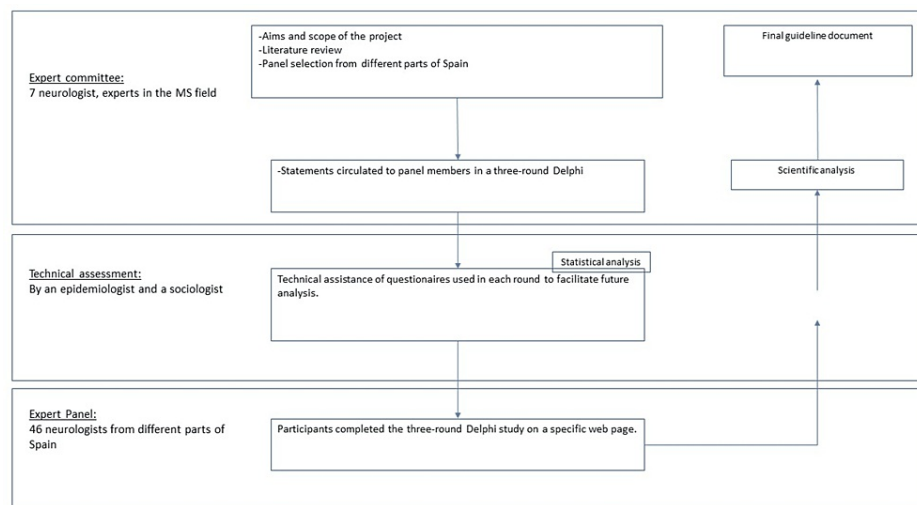 Expert committee:
7 neurologist, experts in the MS field
-Aims and scope of the project
-Literature review
-Panel selection from different parts of Spain
-Statements circulated to panel members in a three-round Delphi
Final guideline document
Scientific analysis
Technical assessment:
By an epidemiologist and a sociologist
Statistical analysis
Technical assistance of questionaires used in each round to facilitate future
analysis.
Expert Panel:
46 neurologists from different parts of
Spain
Participants completed the three-round Delphi study on a specific web page.